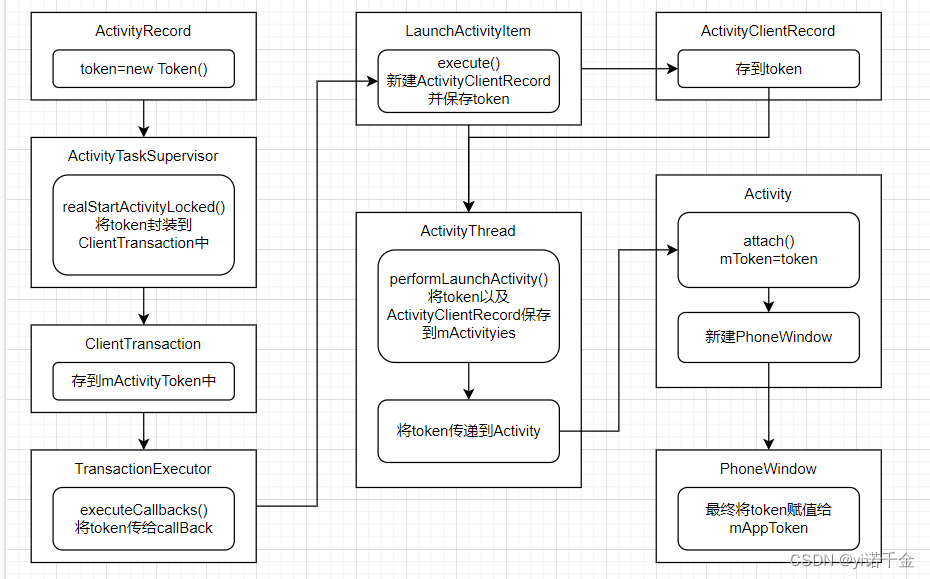 ActivityRecord
token=new Token()
ActivityTaskSupervisor
realStartActivityLocked()
将token封装到
ClientTransaction中
ClientTransaction
存到mActivityToken中
TransactionExecutor
executeCallbacks()
将token传给callBack
LaunchActivityItem
execute()
新建ActivityClientRecord
并保存token
ActivityClientRecord
存到token
ActivityThread
performLaunchActivity()
将token以及
ActivityClientRecord保存
到mActivityies
将token传递到Activity
Activity
attach()
mToken=token
新建PhoneWindow
PhoneWindow
最终将token赋值给
mAppToken
CSDN @yi诺千金